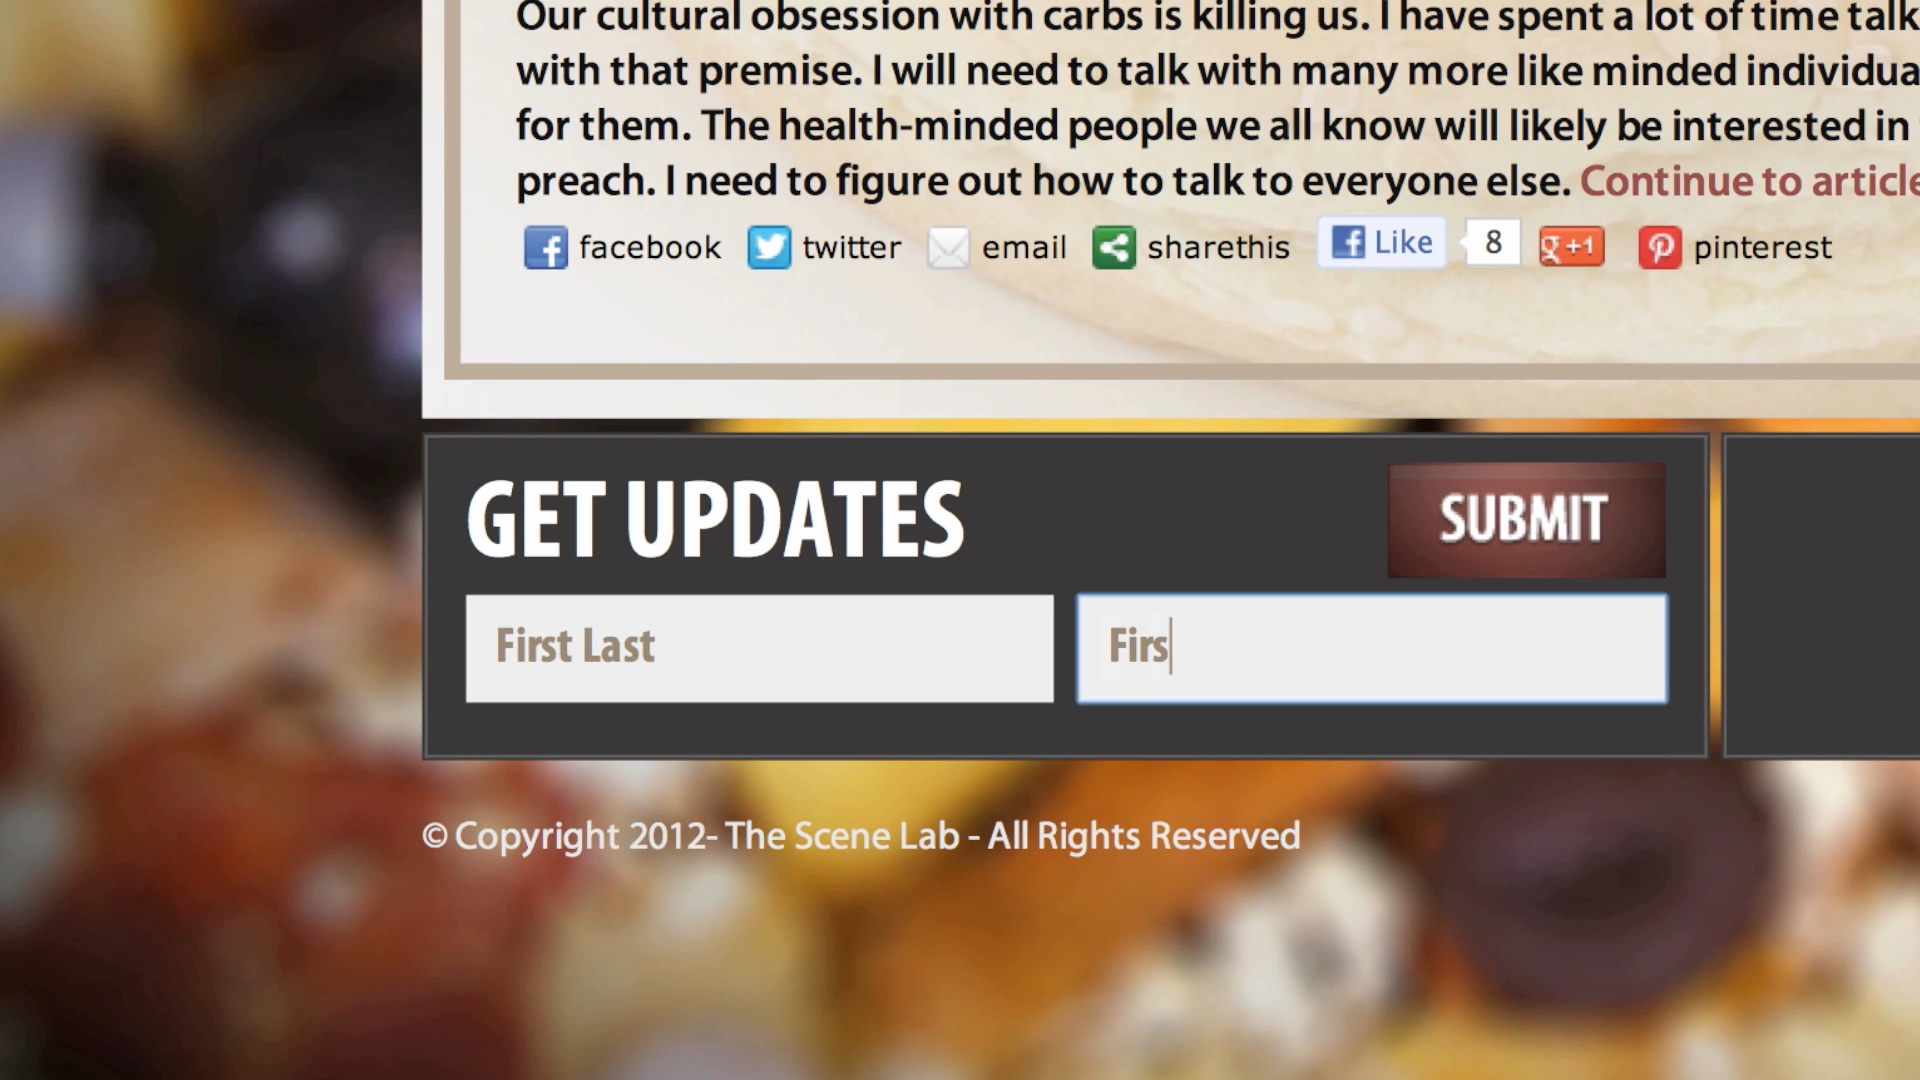 Our cultural obsession with carbs is killing us. I have spent a lot of time talk
with that premise. I will need to talk with many more like minded individua
for them. The health-minded people we all know will likely be interested in
preach. I need to figure out how to talk to everyone else. Continue to article
facebook twitter email sharethis Like 8 g +1 pinterest
GET UPDATES SUBMIT
First Last Firs
© Copyright 2012- The Scene Lab - All Rights Reserved